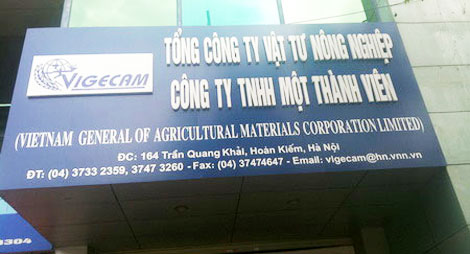 VIGECAM
TỔNG CÔNG TY VẬT TƯ NÔNG NGHIỆP
CÔNG TY TNHH MỘT THÀNH VIÊN
(VIETNAM GENERAL OF AGRICULTURAL MATERIALS CORPORATION LIMITED)
ĐC: 164 Trần Quang Khải, Hoàn Kiếm, Hà Nội
ĐT: (04) 3733 2359, 3747 3260 - Fax: (04) 37474647 - Email: vigecam@hn.vnn.vn
8304